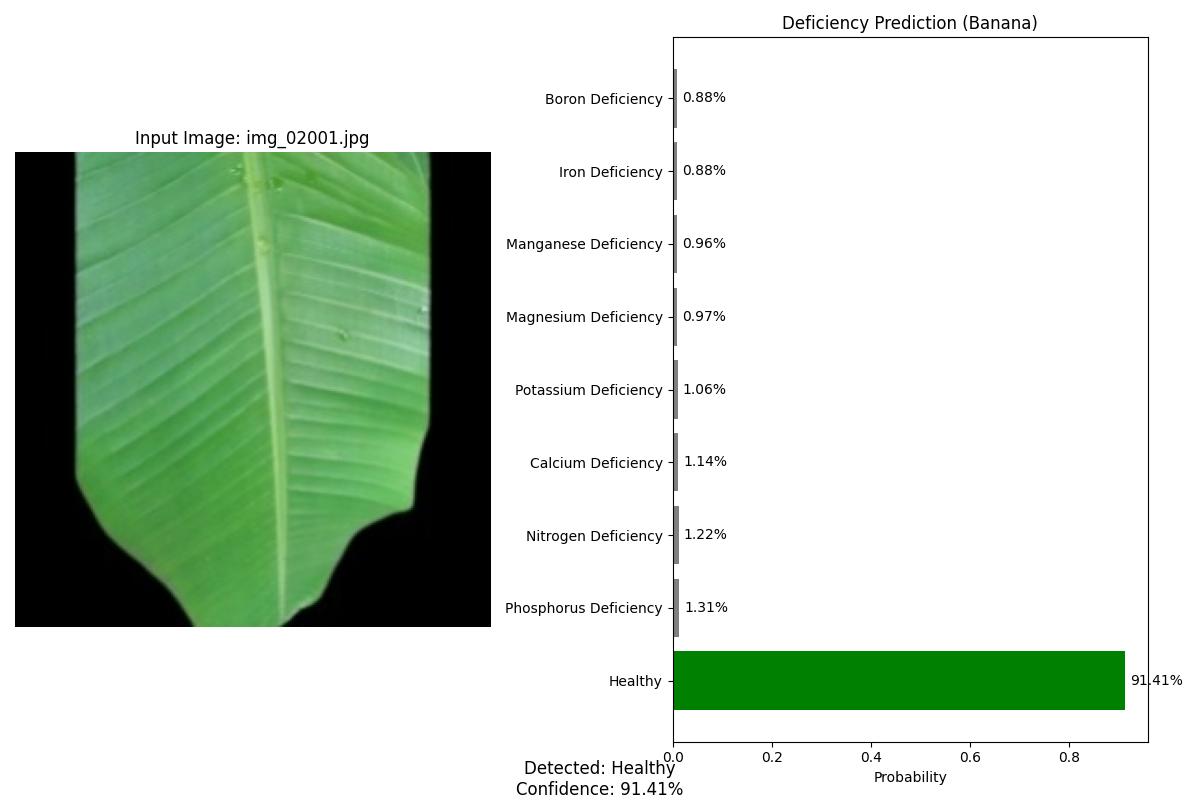 Deficiency Prediction (Banana)
Input Image: img_02001.jpg
Boron Deficiency 0.88%
Iron Deficiency 0.88%
Manganese Deficiency 0.96%
Magnesium Deficiency 0.97%
Potassium Deficiency 1.06%
Calcium Deficiency 1.14%
Nitrogen Deficiency 1.22%
Phosphorus Deficiency 1.31%
Healthy 91.41%
0.0 0.2 0.4 0.6 0.8
Probability
Detected: Healthy
Confidence: 91.41%